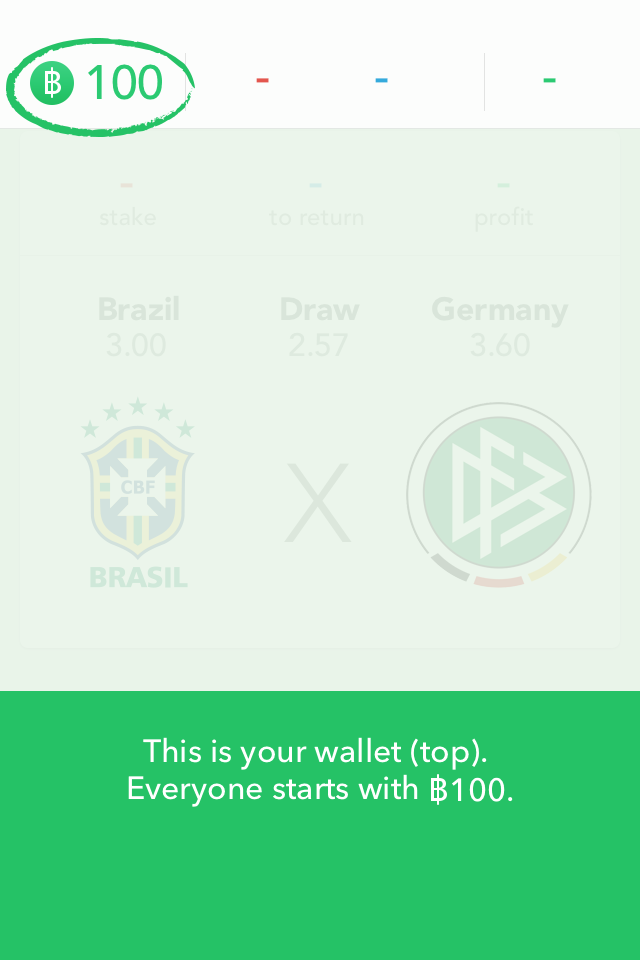 ฿ 100 - - -
- - -
stake to return profit
Brazil Draw Germany
3.00 2.57 3.60
CBF
X
BRASIL
This is your wallet (top).
Everyone starts with ฿100.